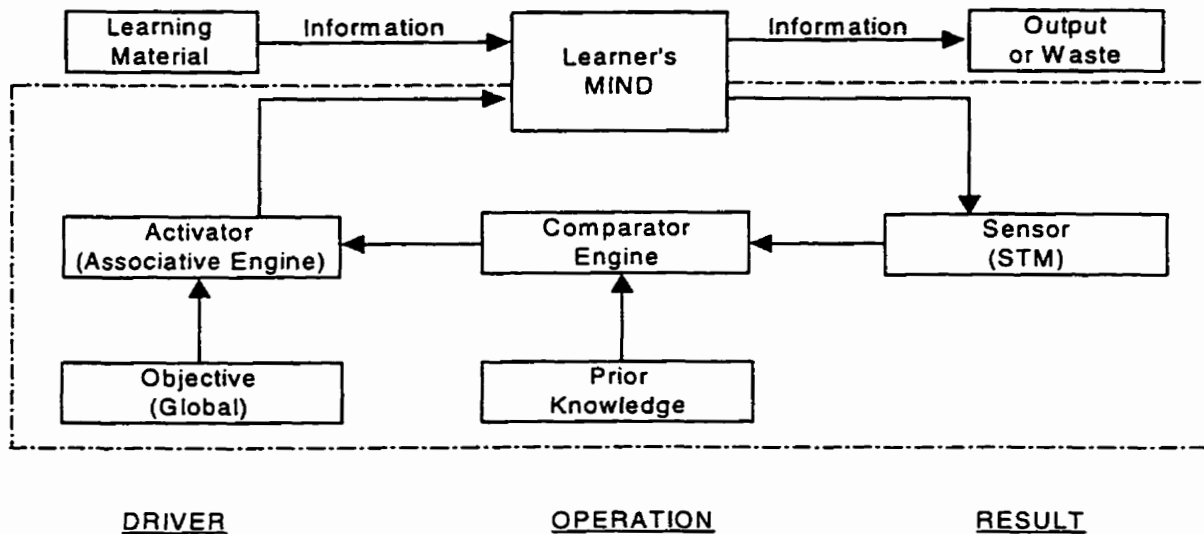 Learning
Material
Information
Learner's
MIND
Information
Output
or Waste
Activator
(Associative Engine)
Comparator
Engine
Sensor
(STM)
Objective
(Global)
Prior
Knowledge
DRIVER
OPERATION
RESULT